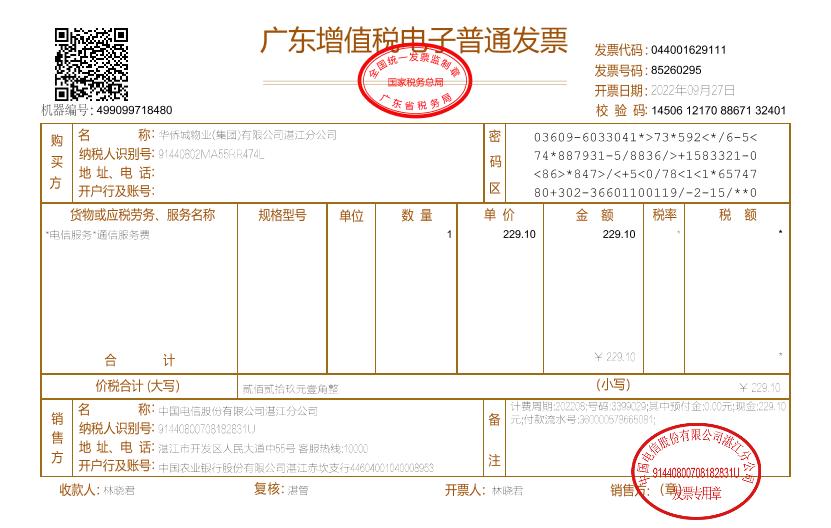 广东增值税电子普通发票
全国统一发票监制章
国家税务总局
广东省税务局
机器编号: 499099718480
发票代码: 044001629111
发票号码: 85260295
开票日期: 2022年09月27日
校 验 码: 14506 12170 88671 32401
购买方
名 称: 华侨城物业(集团)有限公司湛江分公司
纳税人识别号: 91440802MA55RR474L
地 址、电 话:
开户行及账号:
密码区
03609-6033041*>73*592<*/6-5<
74*887931-5/8836/>+1583321-0
<86>*847>/<+5<0/78<1<1*65747
80+302-36601100119/-2-15/**0
货物或应税劳务、服务名称 规格型号 单位 数 量 单 价 金 额 税率 税 额
*电信服务*通信服务费 1 229.10 229.10 * *
合 计 ￥229.10 *
价税合计 (大写) 贰佰贰拾玖元壹角整 (小写) ￥229.10
销售方
名 称: 中国电信股份有限公司湛江分公司
纳税人识别号: 91440800708182831U
地 址、电 话: 湛江市开发区人民大道中55号 客服热线:10000
开户行及账号: 中国农业银行股份有限公司湛江赤坎支行44604001040008953
备注
计费周期:202205;号码:3399029;其中预付金:0.00元;现金:229.10
元;付款流水号:360000579665081;
中国电信股份有限公司湛江分公司
91440800708182831U
发票专用章
收款人: 林晓君 复核: 湛管 开票人: 林晓君 销售方: (章)